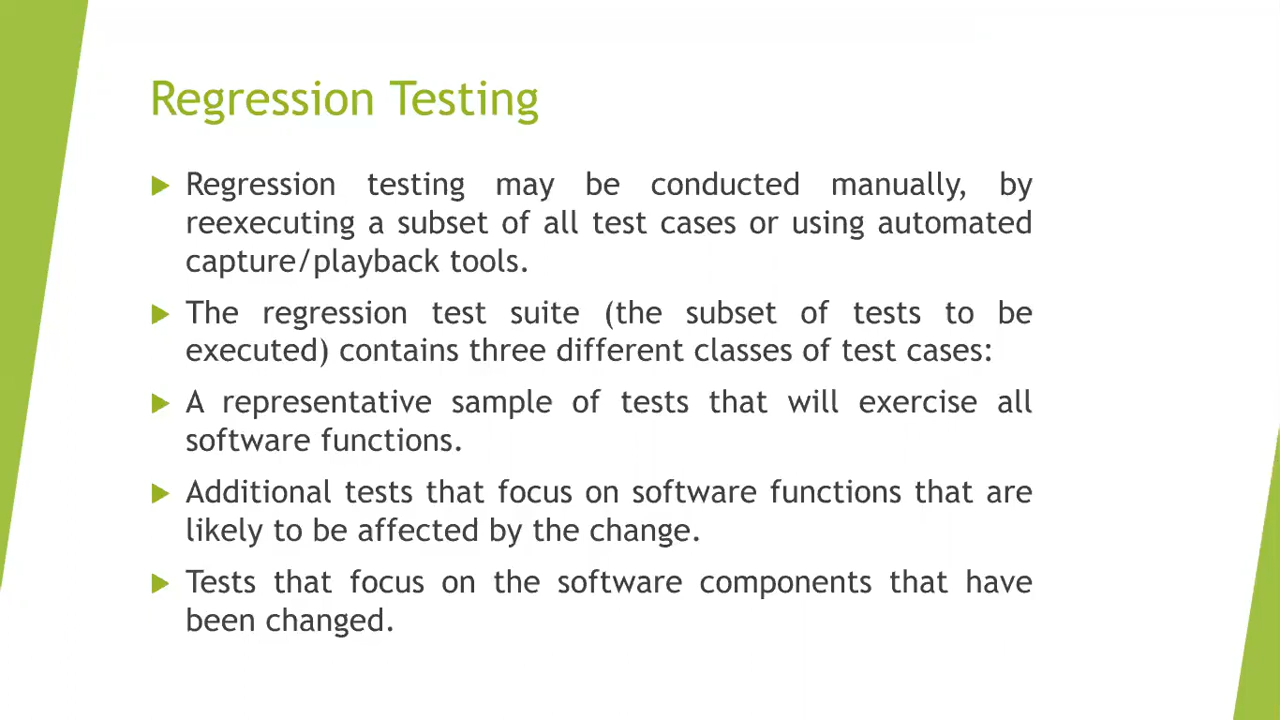 Regression Testing
Regression testing may be conducted manually, by
reexecuting a subset of all test cases or using automated
capture/playback tools.
The regression test suite (the subset of tests to be
executed) contains three different classes of test cases:
A representative sample of tests that will exercise all
software functions.
Additional tests that focus on software functions that are
likely to be affected by the change.
Tests that focus on the software components that have
been changed.